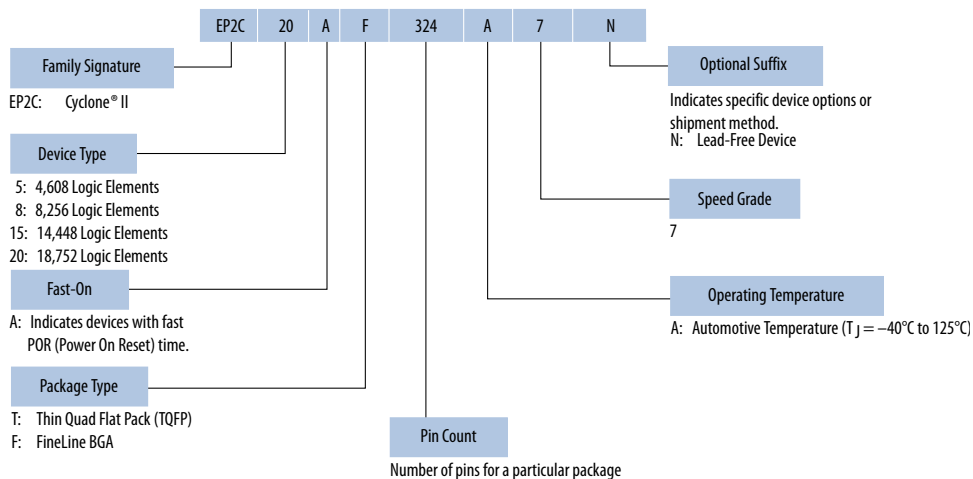 EP2C 20 A F 324 A 7 N
Family Signature
EP2C: Cyclone® II
Device Type
5: 4,608 Logic Elements
8: 8,256 Logic Elements
15: 14,448 Logic Elements
20: 18,752 Logic Elements
Fast-On
A: Indicates devices with fast
POR (Power On Reset) time.
Package Type
T: Thin Quad Flat Pack (TQFP)
F: FineLine BGA
Pin Count
Number of pins for a particular package
Optional Suffix
Indicates specific device options or
shipment method.
N: Lead-Free Device
Speed Grade
7
Operating Temperature
A: Automotive Temperature (T J = –40°C to 125°C)